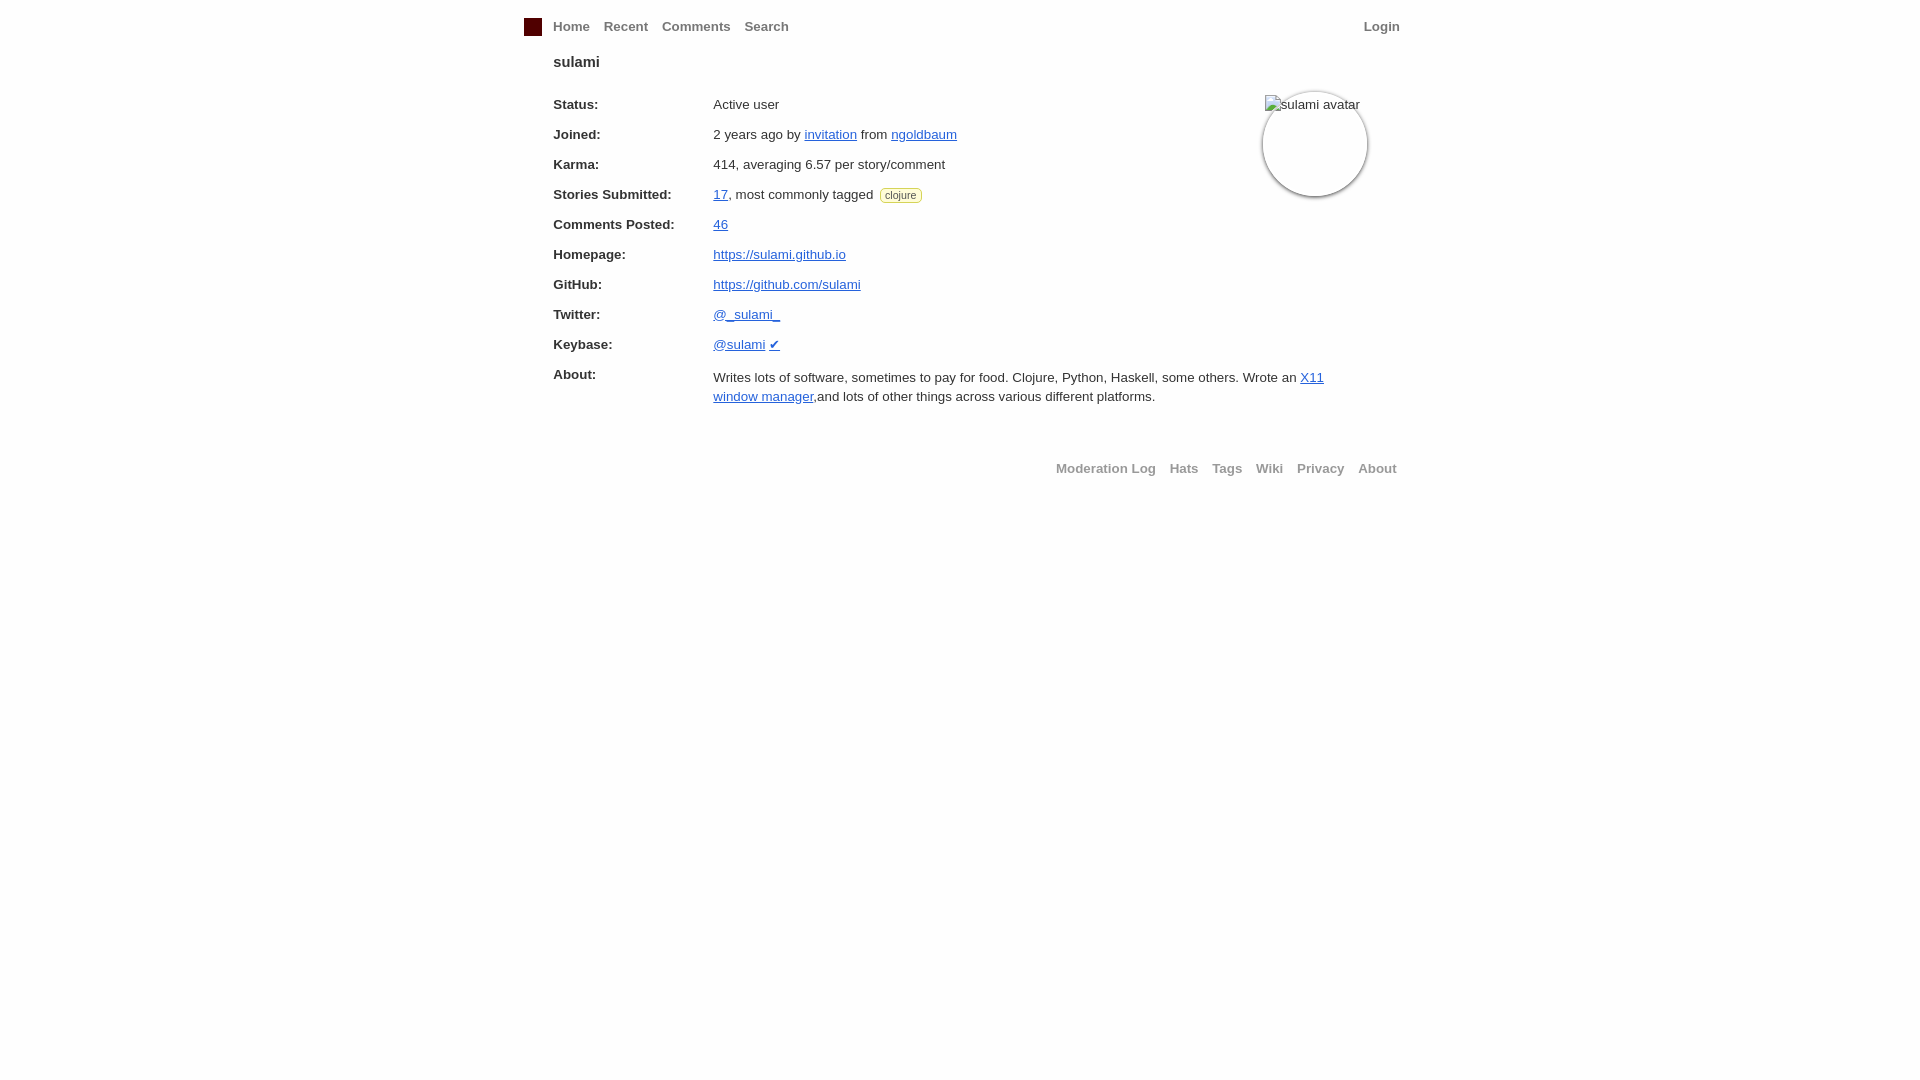 Home Recent Comments Search Login
sulami
Status: Active user
sulami avatar
Joined: 2 years ago by invitation from ngoldbaum
Karma: 414, averaging 6.57 per story/comment
Stories Submitted: 17, most commonly tagged clojure
Comments Posted: 46
Homepage: https://sulami.github.io
GitHub: https://github.com/sulami
Twitter: @_sulami_
Keybase: @sulami ✔
About: Writes lots of software, sometimes to pay for food. Clojure, Python, Haskell, some others. Wrote an X11
window manager,and lots of other things across various different platforms.
Moderation Log Hats Tags Wiki Privacy About